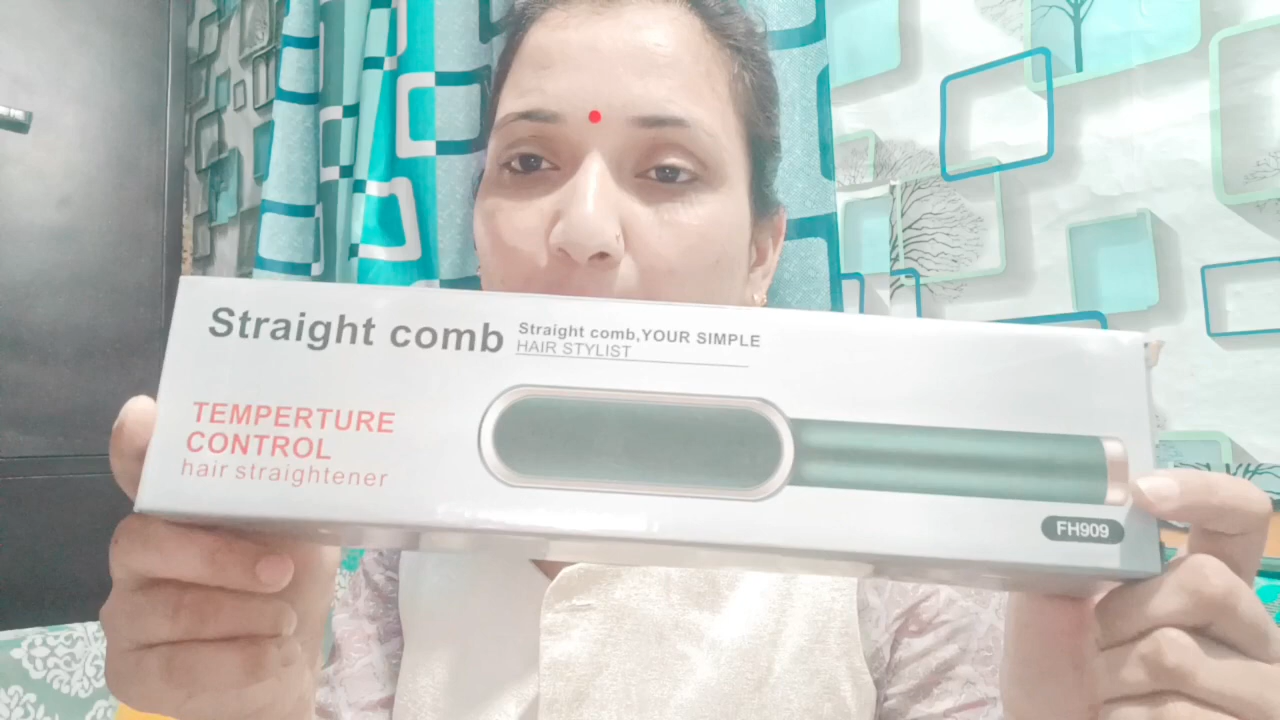 Straight comb
Straight comb,YOUR SIMPLE
HAIR STYLIST
TEMPERTURE
CONTROL
hair straightener
FH909